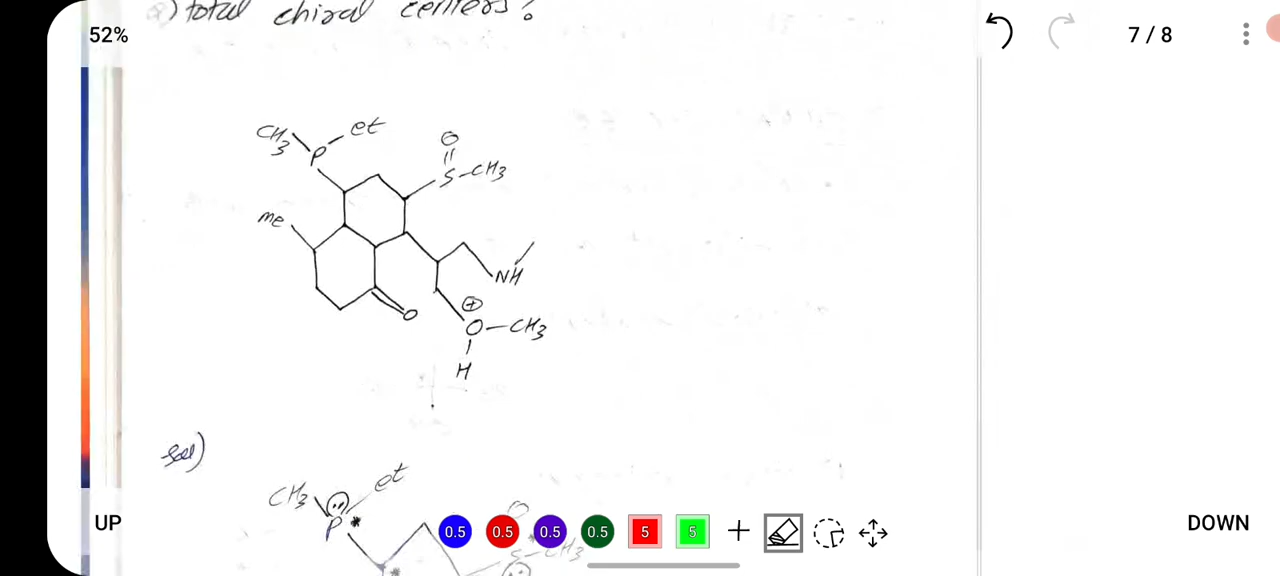 total chiral centers?
52%
7 / 8
CH3 et
P
O
S-CH3
me
NH
⊕
O
O-CH3
H
sol)
CH3 et
P *
O
S-CH3
*
0.5 0.5 0.5 0.5 5 5
UP
DOWN